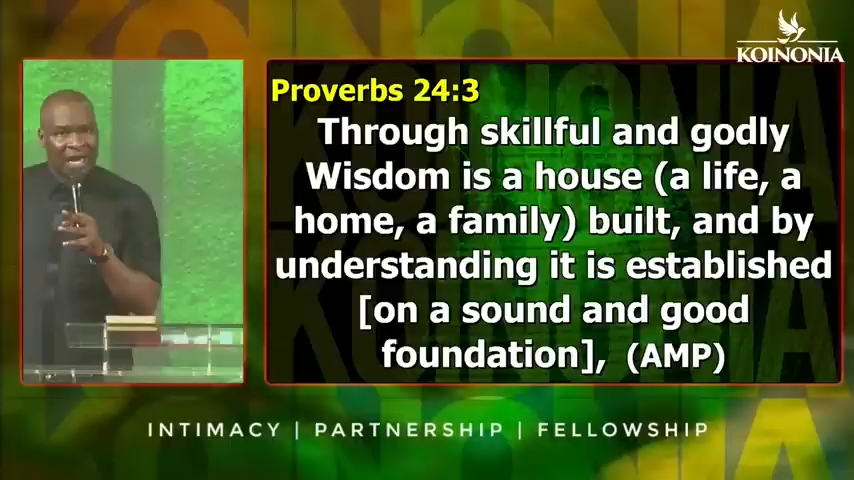 KOINONIA
Proverbs 24:3
Through skillful and godly
Wisdom is a house (a life, a
home, a family) built, and by
understanding it is established
[on a sound and good
foundation], (AMP)
INTIMACY | PARTNERSHIP | FELLOWSHIP